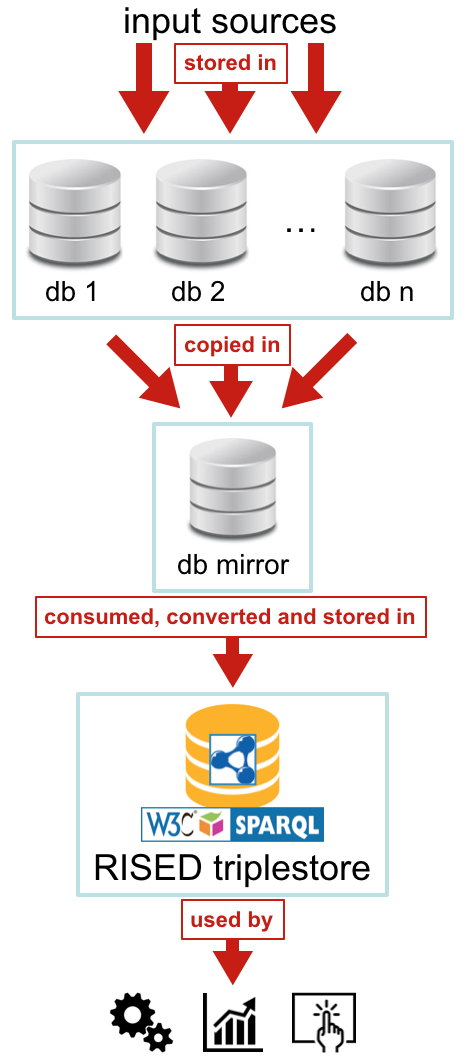 input sources
stored in
db 1
db 2
...
db n
copied in
db mirror
consumed, converted and stored in
W3C® SPARQL
RISED triplestore
used by